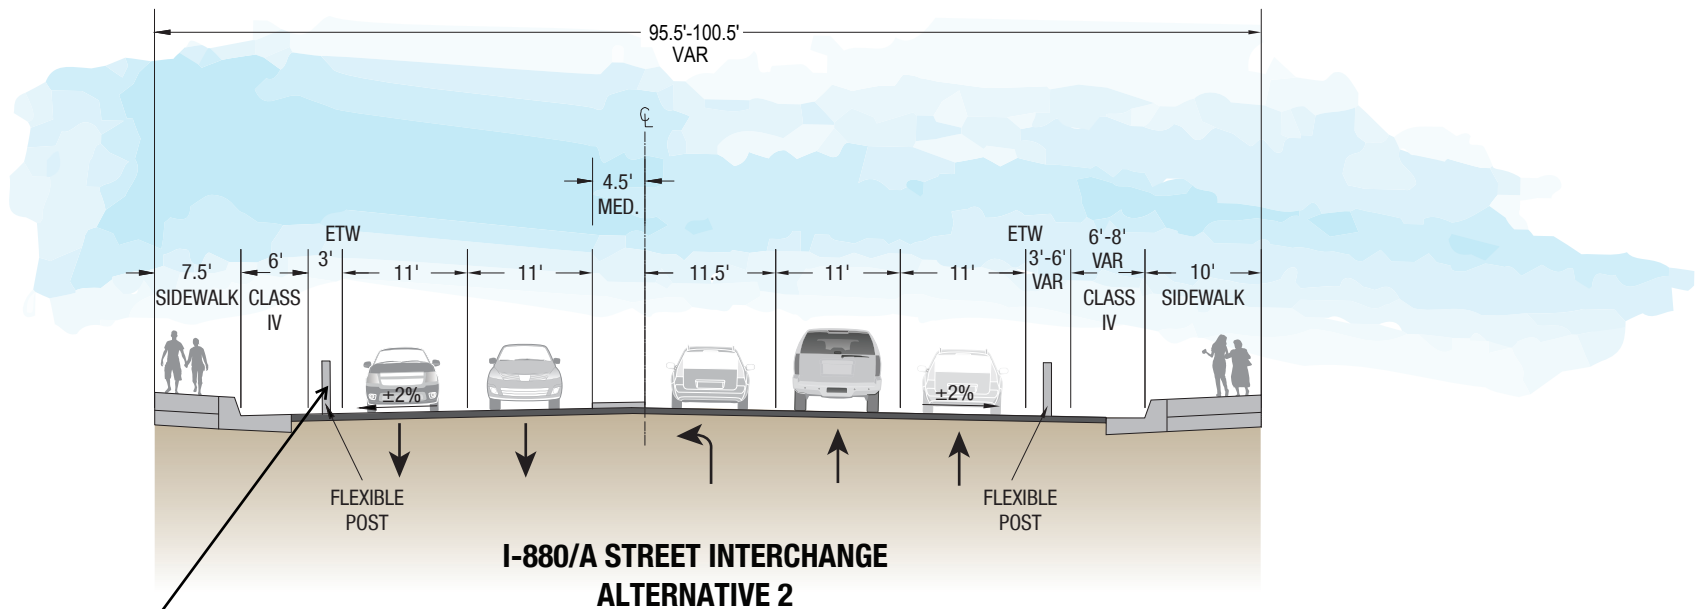 95.5'-100.5'
VAR
℄
4.5'
MED.
ETW
ETW
6'-8'
VAR
7.5'
6'
3'
11'
11'
11.5'
11'
11'
3'-6'
VAR
10'
SIDEWALK
CLASS
IV
CLASS
IV
SIDEWALK
±2%
±2%
FLEXIBLE
POST
FLEXIBLE
POST
I-880/A STREET INTERCHANGE
ALTERNATIVE 2